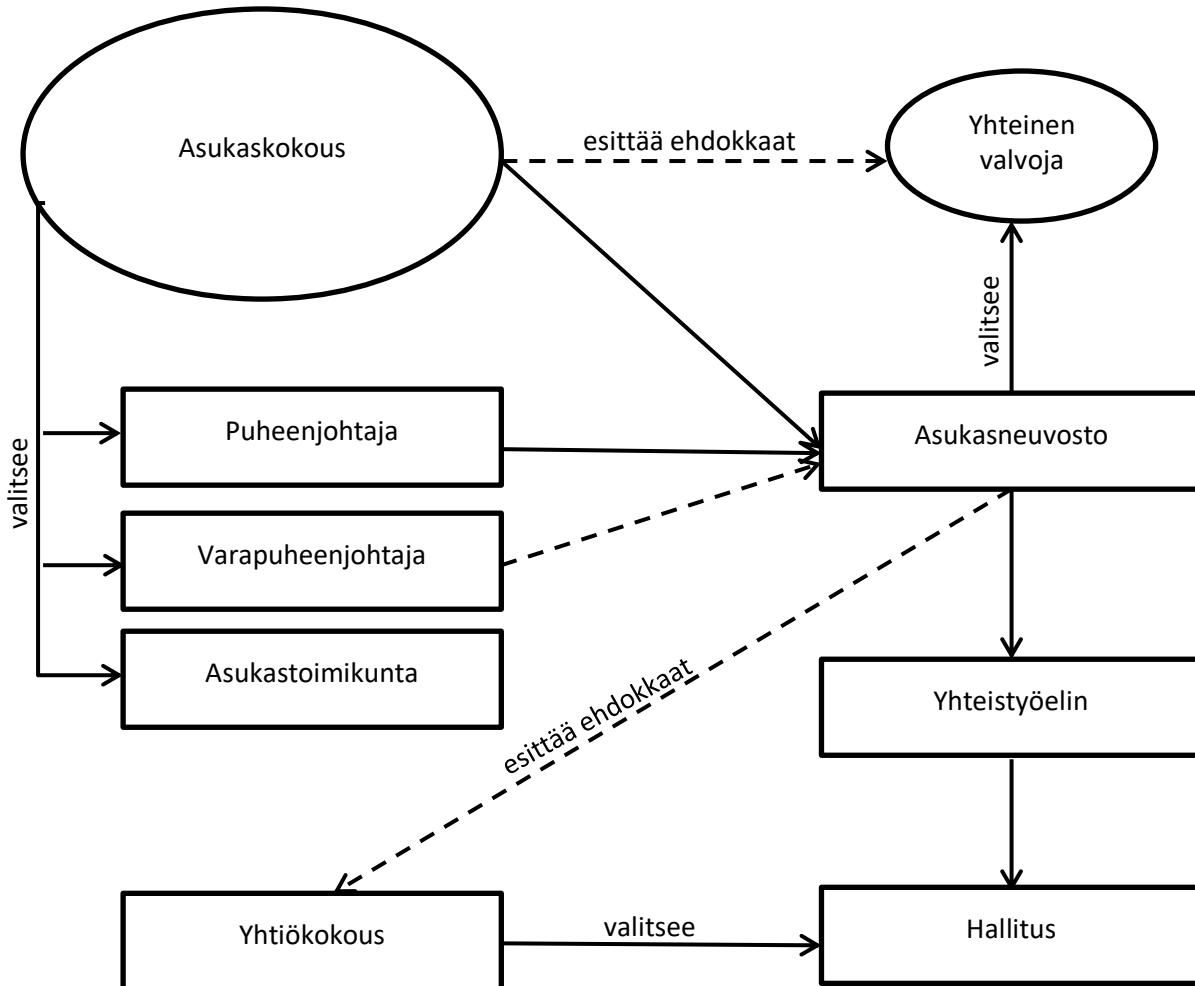 Asukaskokous
esittää ehdokkaat
Yhteinen
valvoja
valitsee
Puheenjohtaja
Asukasneuvosto
valitsee
Varapuheenjohtaja
Asukastoimikunta
esittää ehdokkaat
Yhteistyöelin
Yhtiökokous
valitsee
Hallitus